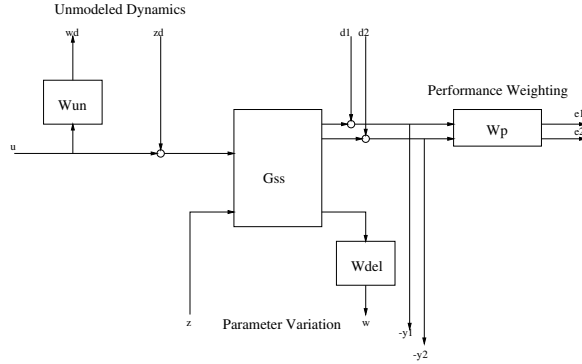 Unmodeled Dynamics
wd
zd
d1
d2
Performance Weighting
Wun
e1
Wp
e2
u
Gss
Wdel
z
Parameter Variation
w
-y1
-y2